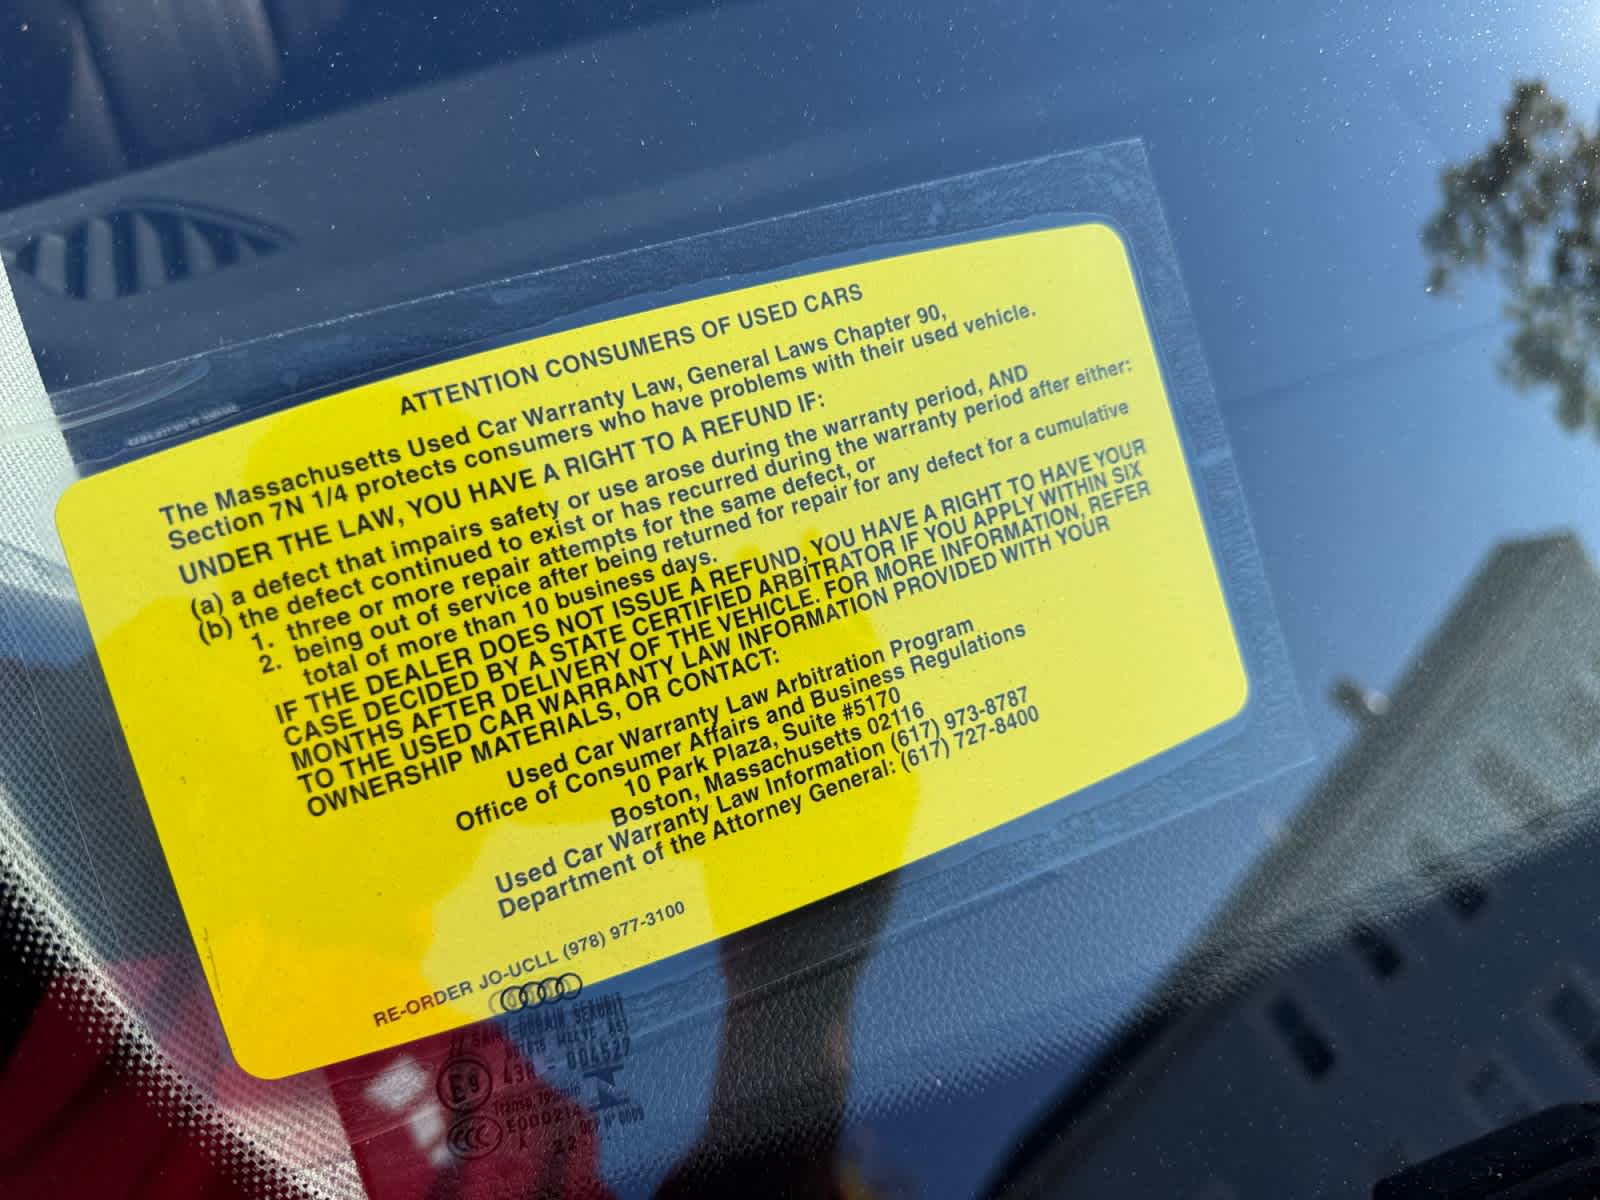 ATTENTION CONSUMERS OF USED CARS
The Massachusetts Used Car Warranty Law, General Laws Chapter 90,
Section 7N 1/4 protects consumers who have problems with their used vehicle.
UNDER THE LAW, YOU HAVE A RIGHT TO A REFUND IF:
(a) a defect that impairs safety or use arose during the warranty period, AND
(b) the defect continued to exist or has recurred during the warranty period after either:
1. three or more repair attempts for the same defect, or
2. being out of service after being returned for repair for any defect for a cumulative
total of more than 10 business days.
IF THE DEALER DOES NOT ISSUE A REFUND, YOU HAVE A RIGHT TO HAVE YOUR
CASE DECIDED BY A STATE CERTIFIED ARBITRATOR IF YOU APPLY WITHIN SIX
MONTHS AFTER DELIVERY OF THE VEHICLE. FOR MORE INFORMATION, REFER
TO THE USED CAR WARRANTY LAW INFORMATION PROVIDED WITH YOUR
OWNERSHIP MATERIALS, OR CONTACT:
Used Car Warranty Law Arbitration Program
Office of Consumer Affairs and Business Regulations
10 Park Plaza, Suite #5170
Boston, Massachusetts 02116
Used Car Warranty Law Information (617) 973-8787
Department of the Attorney General: (617) 727-8400
RE-ORDER JO-UCLL (978) 977-3100
SEKURIT
43R - 004527
E9
CCC